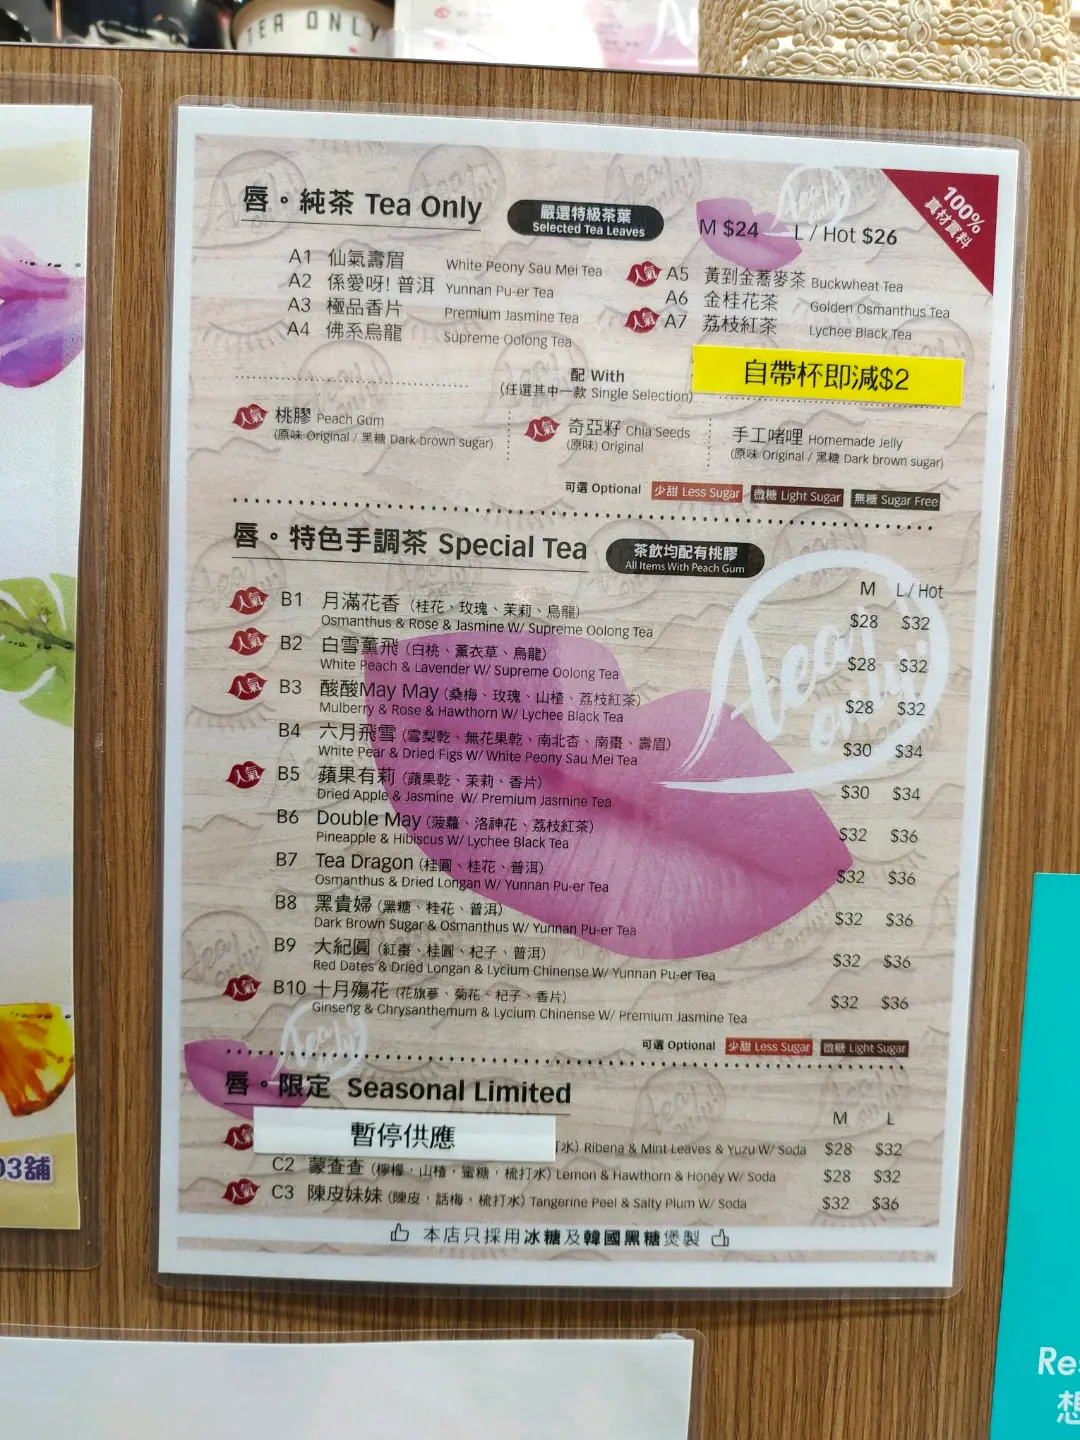 TEA ONLY
唇。純茶 Tea Only
嚴選特級茶葉
Selected Tea Leaves
M $24 L / Hot $26
100%
真材實料
A1 仙氣壽眉 White Peony Sau Mei Tea
A2 係愛呀! 普洱 Yunnan Pu-er Tea
A3 極品香片 Premium Jasmine Tea
A4 佛系烏龍 Supreme Oolong Tea
人氣 A5 黃到金蕎麥茶 Buckwheat Tea
A6 金桂花茶 Golden Osmanthus Tea
人氣 A7 荔枝紅茶 Lychee Black Tea
自帶杯即減$2
配 With
(任選其中一款 Single Selection)
人氣 桃膠 Peach Gum
(原味 Original / 黑糖 Dark brown sugar)
人氣 奇亞籽 Chia Seeds
(原味) Original
手工啫哩 Homemade Jelly
(原味 Original / 黑糖 Dark brown sugar)
可選 Optional 少甜 Less Sugar 微糖 Light Sugar 無糖 Sugar Free
唇。特色手調茶 Special Tea
茶飲均配有桃膠
All Items With Peach Gum
M L / Hot
人氣 B1 月滿花香 (桂花、玫瑰、茉莉、烏龍) $28 $32
Osmanthus & Rose & Jasmine W/ Supreme Oolong Tea
人氣 B2 白雪薰飛 (白桃、薰衣草、烏龍) $28 $32
White Peach & Lavender W/ Supreme Oolong Tea
人氣 B3 酸酸May May (桑梅、玫瑰、山楂、荔枝紅茶) $28 $32
Mulberry & Rose & Hawthorn W/ Lychee Black Tea
B4 六月飛雪 (雪梨乾、無花果乾、南北杏、南棗、壽眉) $30 $34
White Pear & Dried Figs W/ White Peony Sau Mei Tea
人氣 B5 蘋果有莉 (蘋果乾、茉莉、香片) $30 $34
Dried Apple & Jasmine W/ Premium Jasmine Tea
B6 Double May (菠蘿、洛神花、荔枝紅茶) $32 $36
Pineapple & Hibiscus W/ Lychee Black Tea
B7 Tea Dragon (桂圓、桂花、普洱) $32 $36
Osmanthus & Dried Longan W/ Yunnan Pu-er Tea
B8 黑貴婦 (黑糖、桂花、普洱) $32 $36
Dark Brown Sugar & Osmanthus W/ Yunnan Pu-er Tea
B9 大紀圓 (紅棗、桂圓、杞子、普洱) $32 $36
Red Dates & Dried Longan & Lycium Chinense W/ Yunnan Pu-er Tea
人氣 B10 十月殤花 (花旗蔘、菊花、杞子、香片) $32 $36
Ginseng & Chrysanthemum & Lycium Chinense W/ Premium Jasmine Tea
可選 Optional 少甜 Less Sugar 微糖 Light Sugar
唇。限定 Seasonal Limited
M L
人氣 暫停供應 水) Ribena & Mint Leaves & Yuzu W/ Soda $28 $32
C2 蒙查查 (檸檬,山楂,蜜糖,梳打水) Lemon & Hawthorn & Honey W/ Soda $28 $32
人氣 C3 陳皮妹妹 (陳皮,話梅,梳打水) Tangerine Peel & Salty Plum W/ Soda $32 $36
本店只採用冰糖及韓國黑糖煲製
03舖
Res
想